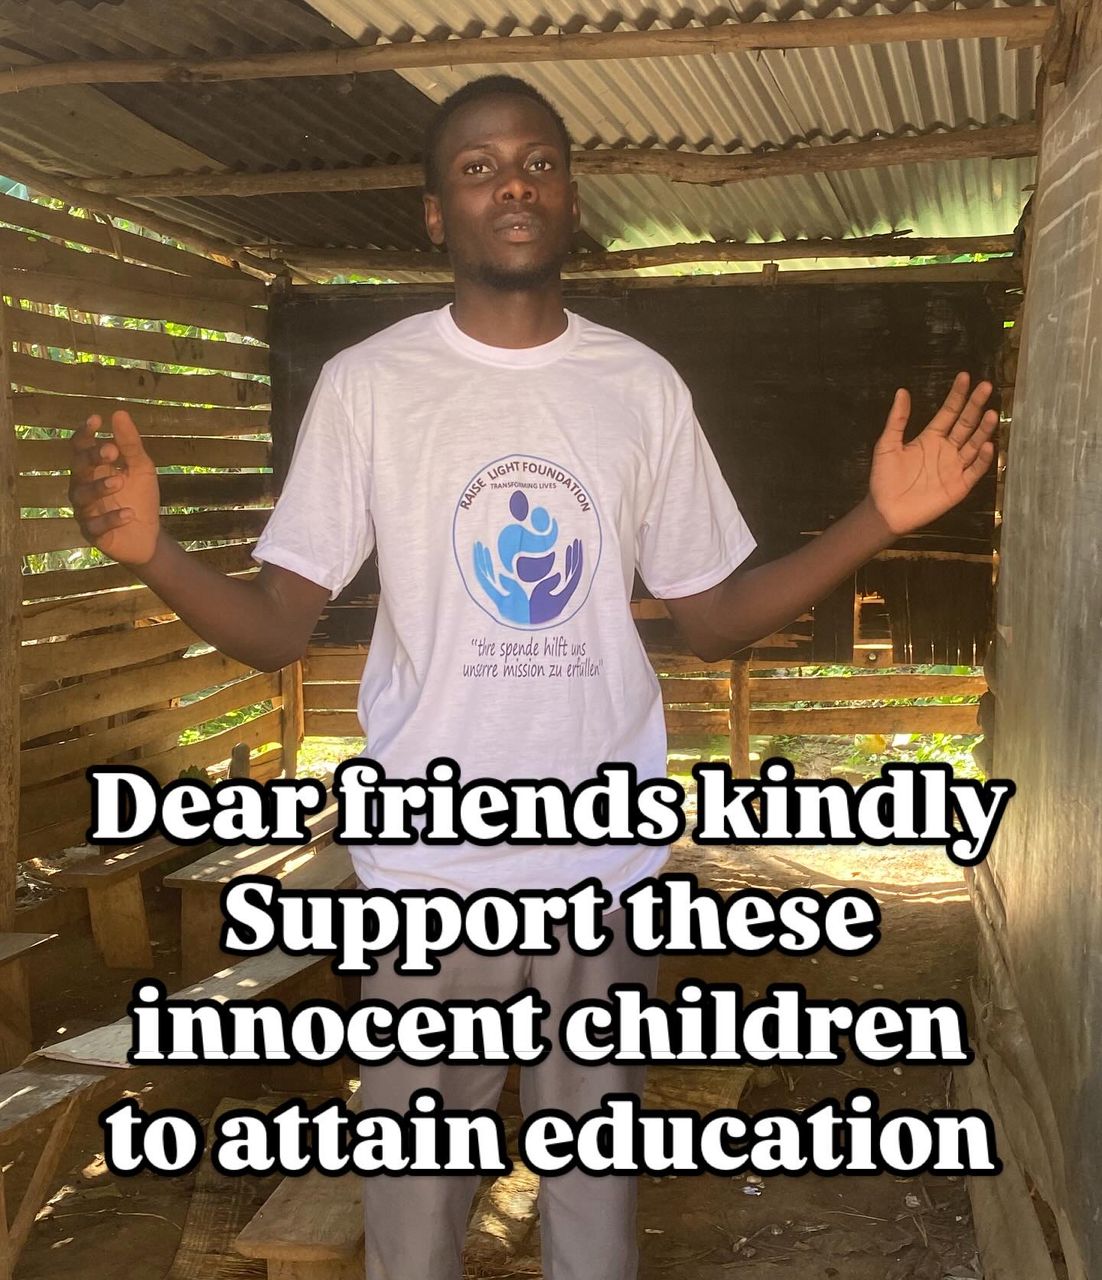 RAISE LIGHT FOUNDATION
TRANSFORMING LIVES
"thre spende hilft uns
unsrre mission zu erfüllen"
Dear friends kindly
Support these
innocent children
to attain education